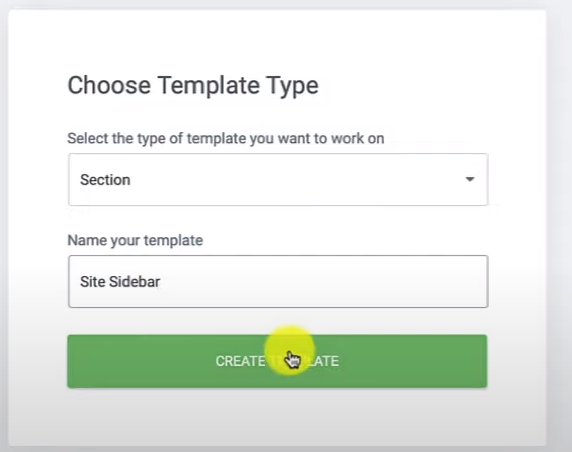 Choose Template Type
Select the type of template you want to work on
Section
Name your template
Site Sidebar
CREATE TEMPLATE